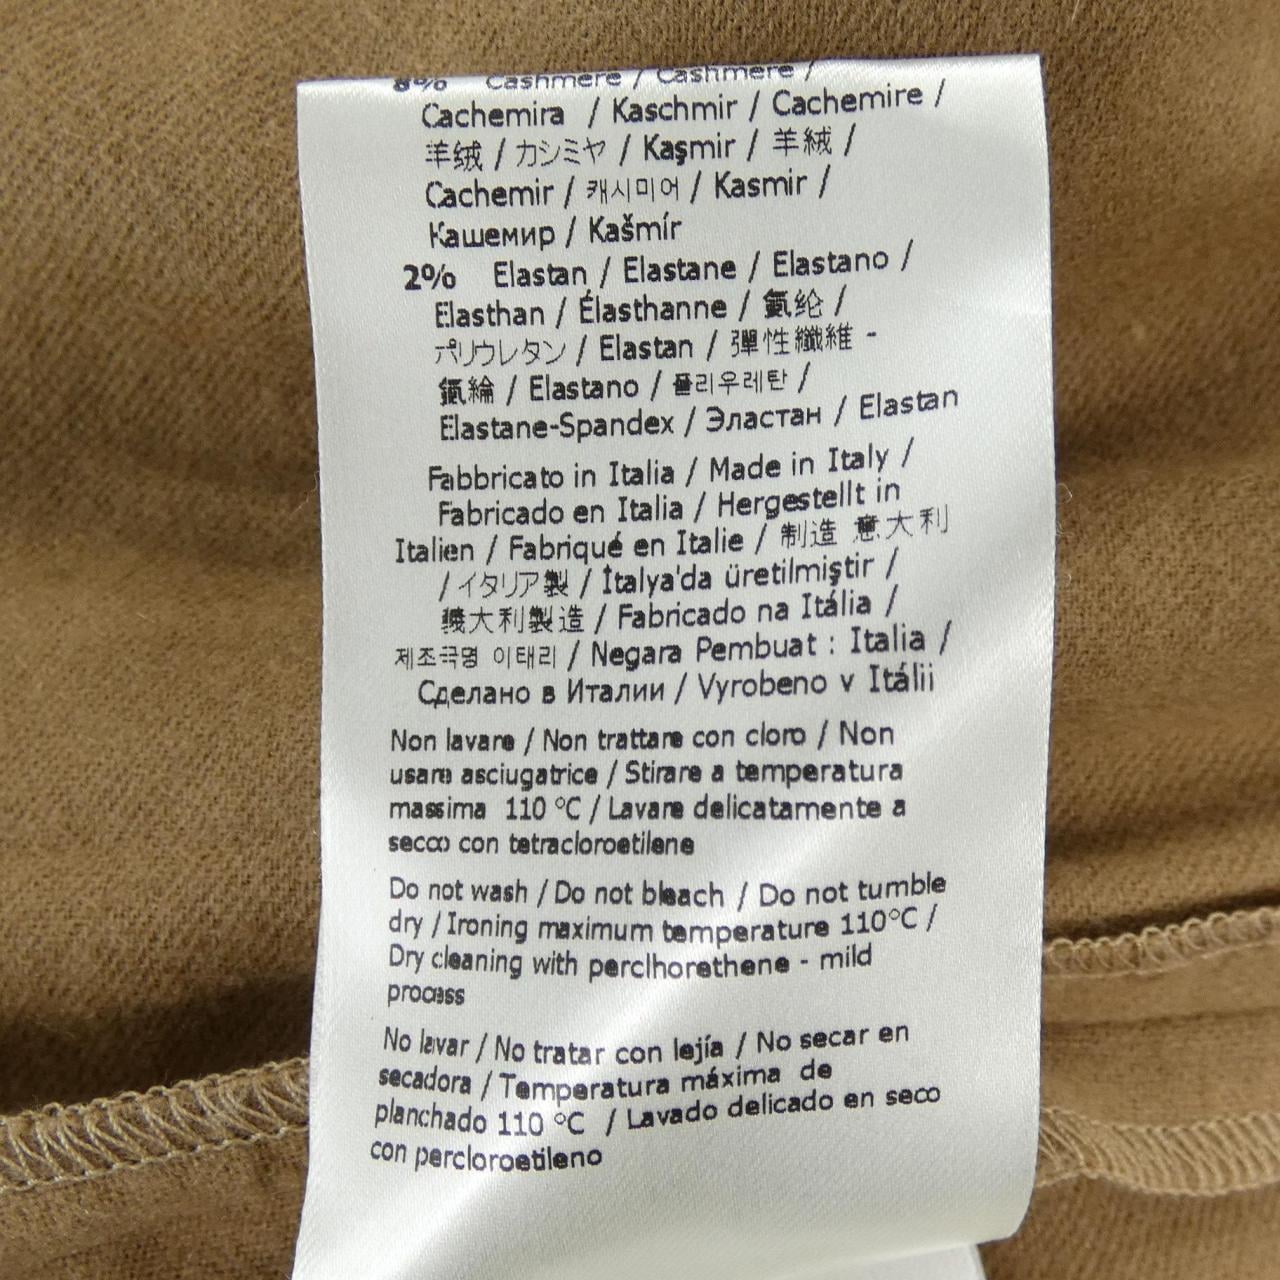 8% Cashmere / Cashmere /
Cachemira / Kaschmir / Cachemire /
羊绒 / カシミヤ / Kaşmir / 羊絨 /
Cachemir / 캐시미어 / Kasmir /
Кашемир / Kašmír
2% Elastan / Elastane / Elastano /
Elasthan / Élasthanne / 氨纶 /
ポリウレタン / Elastan / 彈性纖維 -
氨綸 / Elastano / 폴리우레탄 /
Elastane-Spandex / Эластан / Elastan
Fabbricato in Italia / Made in Italy /
Fabricado en Italia / Hergestellt in
Italien / Fabriqué en Italie / 制造 意大利
/ イタリア製 / İtalya'da üretilmiştir /
義大利製造 / Fabricado na Itália /
제조국명 이태리 / Negara Pembuat : Italia /
Сделано в Италии / Vyrobeno v Itálii
Non lavare / Non trattare con cloro / Non
usare asciugatrice / Stirare a temperatura
massima 110 °C / Lavare delicatamente a
secco con tetracloroetilene
Do not wash / Do not bleach / Do not tumble
dry / Ironing maximum temperature 110°C /
Dry cleaning with perclhorethene - mild
process
No lavar / No tratar con lejía / No secar en
secadora / Temperatura máxima de
planchado 110 °C / Lavado delicado en seco
con percloroetileno